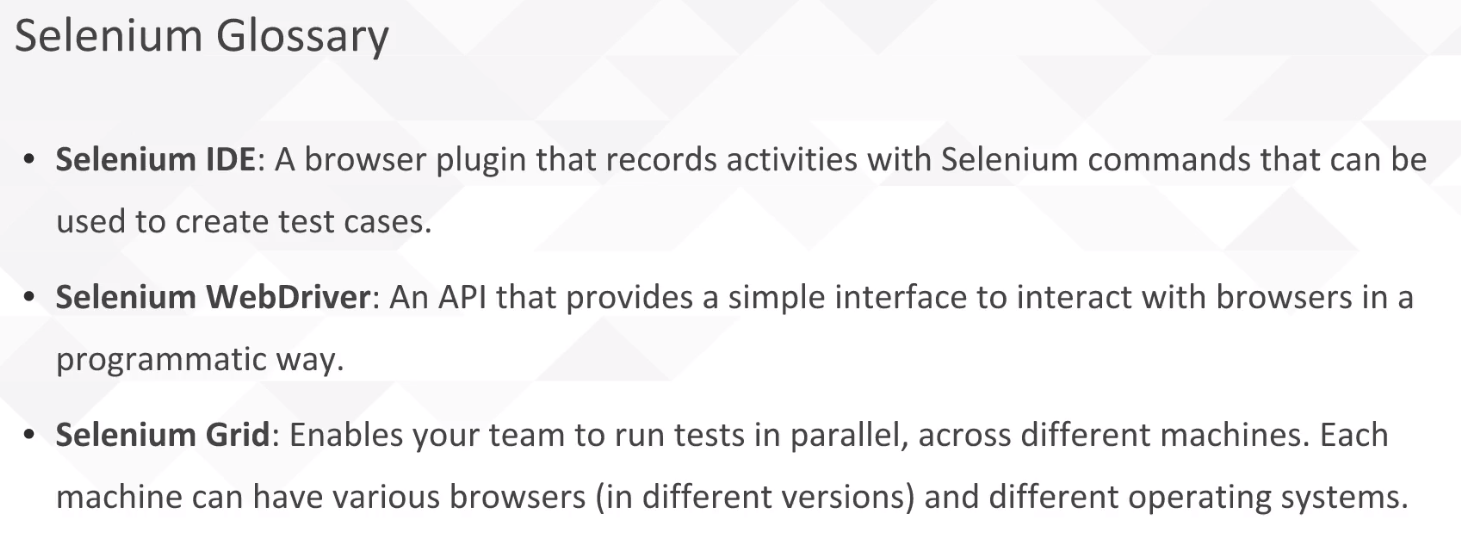 Selenium Glossary
• Selenium IDE: A browser plugin that records activities with Selenium commands that can be
used to create test cases.
• Selenium WebDriver: An API that provides a simple interface to interact with browsers in a
programmatic way.
• Selenium Grid: Enables your team to run tests in parallel, across different machines. Each
machine can have various browsers (in different versions) and different operating systems.